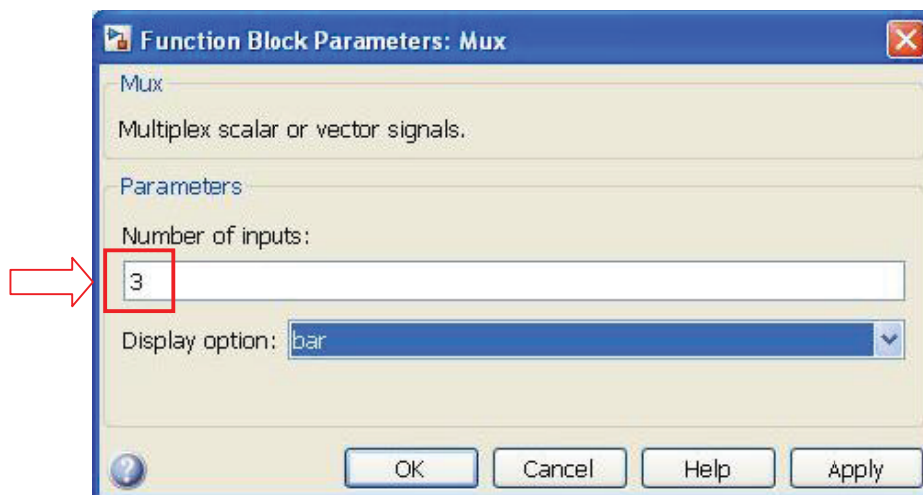 Function Block Parameters: Mux
Mux
Multiplex scalar or vector signals.
Parameters
Number of inputs:
3
Display option: bar
? OK Cancel Help Apply